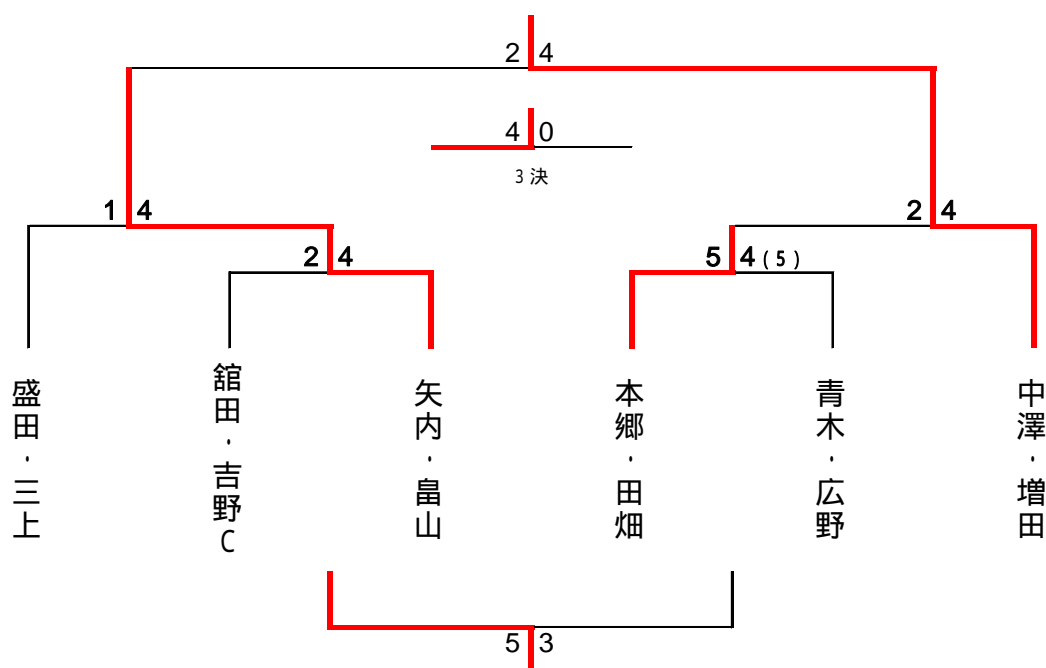 2 4
4 0
3決
1 4
2 4
2 4
5 4(5)
盛田・三上
舘田・吉野C
矢内・畠山
本郷・田畑
青木・広野
中澤・増田
5 3